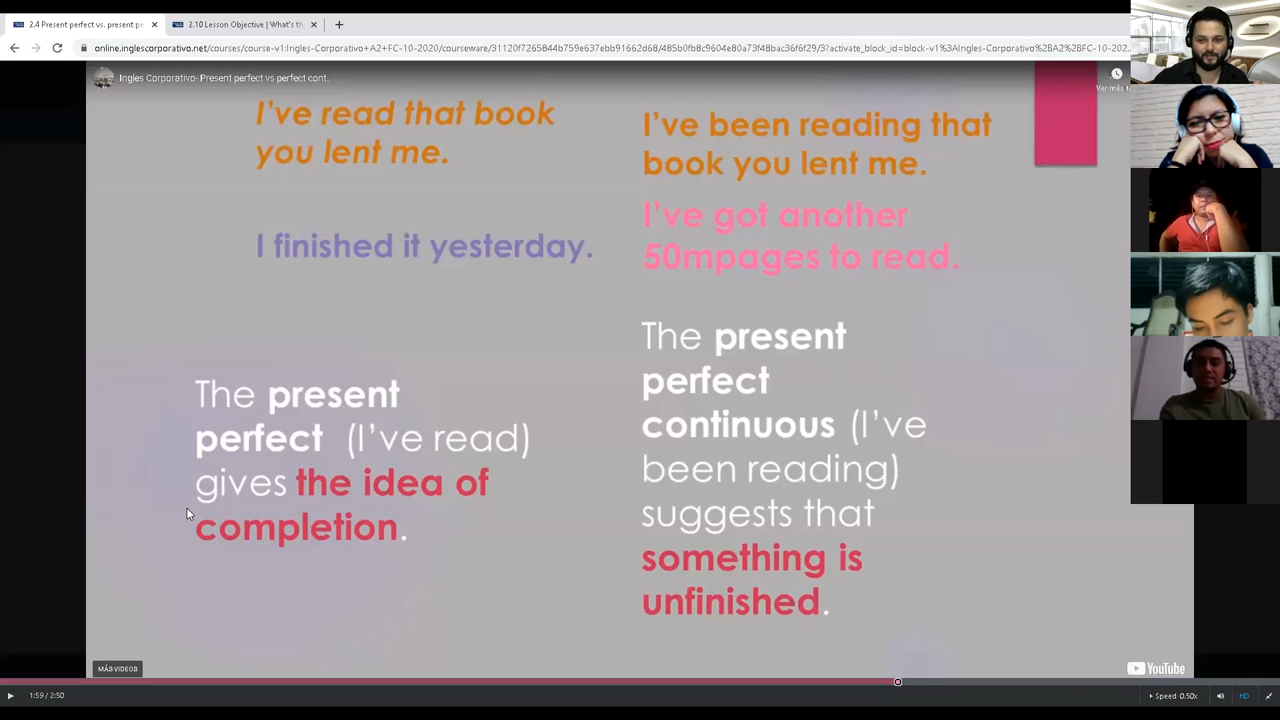 2.4 Present perfect vs. present pe
2.10 Lesson Objective | What's th
online.inglescorporativo.net/courses/course-v1:Ingles-Corporativo+A2+FC-10-2020/courseware/31120f7265844b759e637ebb91662d68/485b0fb8c9604e80a73f48bac36f6f29/3?activate_block_id=block-v1%3AIngles-Corporativo%2BA2%2BFC-10-202...
Ingles Corporativo- Present perfect vs perfect cont.
Ver más t
I've read that book
you lent me.
I finished it yesterday.
The present
perfect (I've read)
gives the idea of
completion.
I've been reading that
book you lent me.
I've got another
50mpages to read.
The present
perfect
continuous (I've
been reading)
suggests that
something is
unfinished.
MÁS VIDEOS
YouTube
1:59 / 2:50
Speed 0.50x
HD